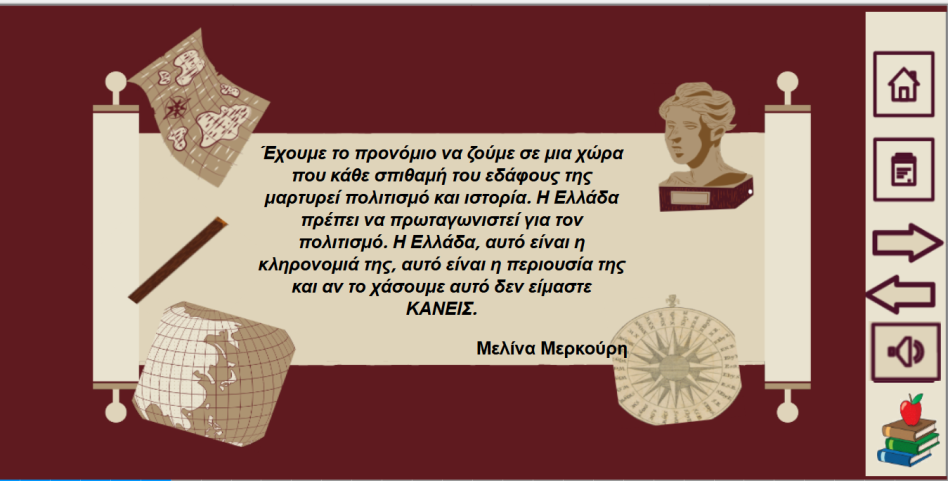 Έχουμε το προνόμιο να ζούμε σε μια χώρα
που κάθε σπιθαμή του εδάφους της
μαρτυρεί πολιτισμό και ιστορία. Η Ελλάδα
πρέπει να πρωταγωνιστεί για τον
πολιτισμό. Η Ελλάδα, αυτό είναι η
κληρονομιά της, αυτό είναι η περιουσία της
και αν το χάσουμε αυτό δεν είμαστε
ΚΑΝΕΙΣ.
Μελίνα Μερκούρη